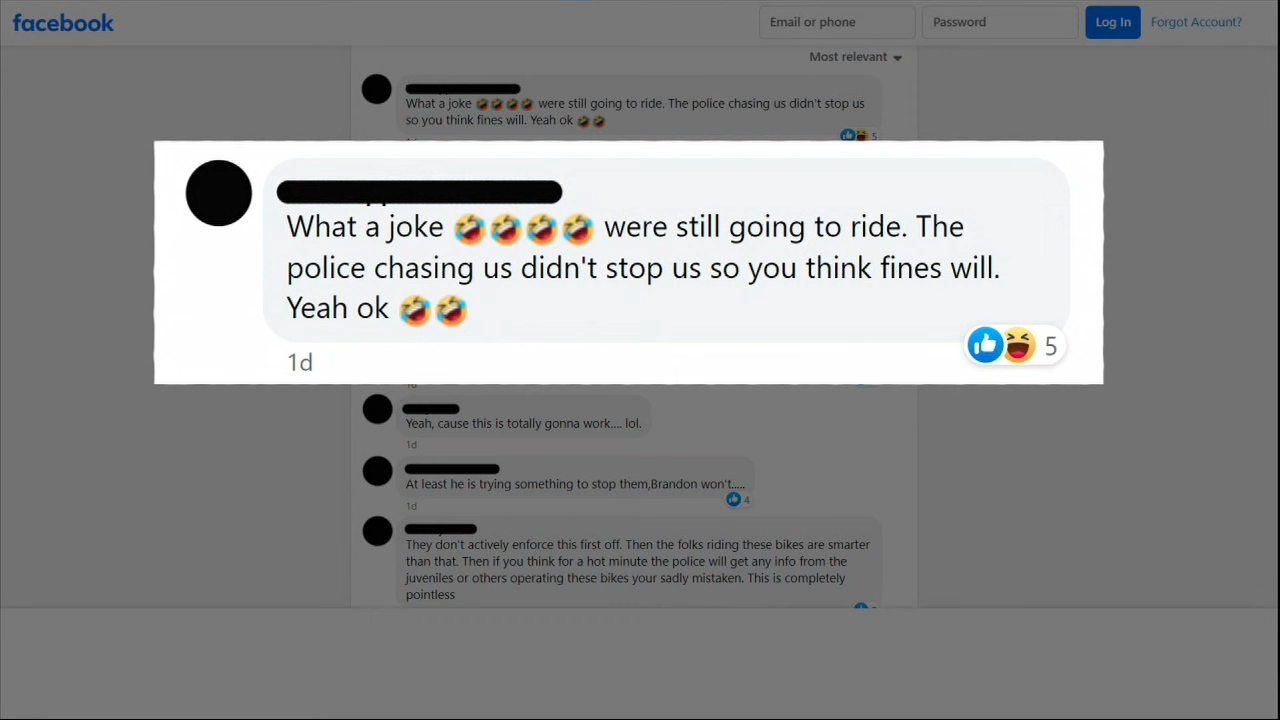 facebook
Email or phone
Password
Log In
Forgot Account?
Most relevant
What a joke 🤣🤣🤣🤣 were still going to ride. The police chasing us didn't stop us
so you think fines will. Yeah ok 🤣🤣
5
What a joke 🤣🤣🤣🤣 were still going to ride. The
police chasing us didn't stop us so you think fines will.
Yeah ok 🤣🤣
1d
5
Yeah, cause this is totally gonna work.... lol.
1d
At least he is trying something to stop them,Brandon won't.....
4
1d
They don't actively enforce this first off. Then the folks riding these bikes are smarter
than that. Then if you think for a hot minute the police will get any info from the
juveniles or others operating these bikes your sadly mistaken. This is completely
pointless